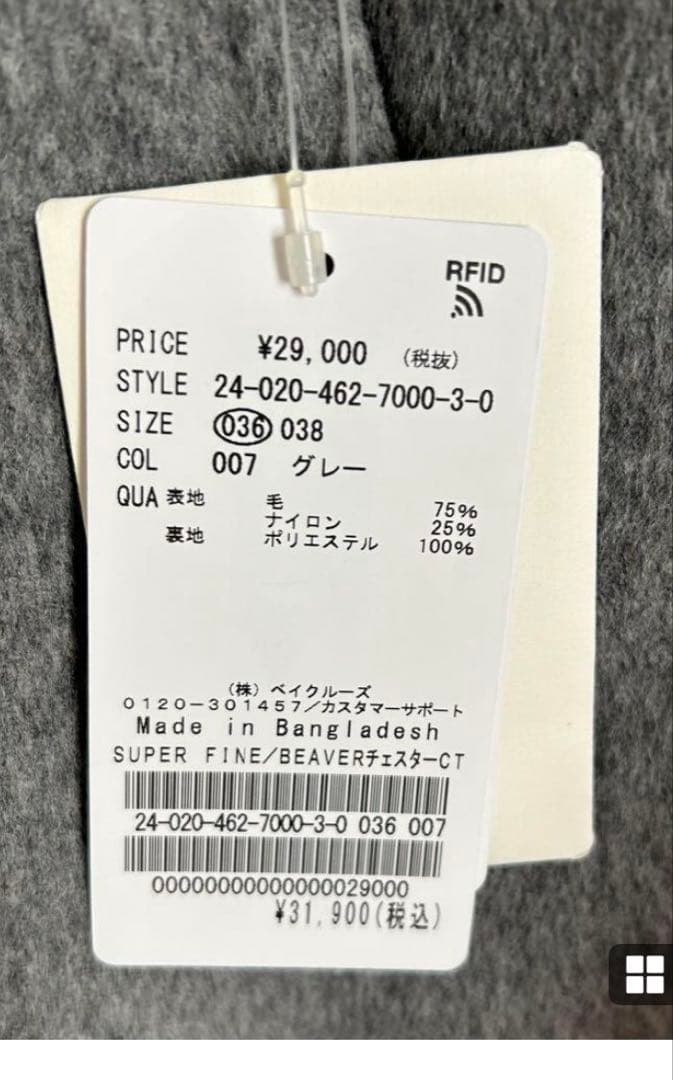 RFID
PRICE ¥29,000 (税抜)
STYLE 24-020-462-7000-3-0
SIZE 036 038
COL 007 グレー
QUA 表地 毛 75%
ナイロン 25%
裏地 ポリエステル 100%
(株) ベイクルーズ
0120-301457/カスタマーサポート
Made in Bangladesh
SUPER FINE/BEAVERチェスターCT
24-020-462-7000-3-0 036 007
00000000000000029000
¥31,900(税込)